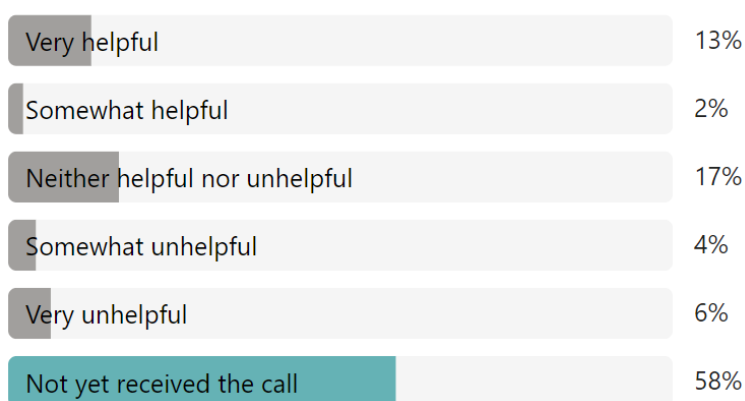 Very helpful 13%
Somewhat helpful 2%
Neither helpful nor unhelpful 17%
Somewhat unhelpful 4%
Very unhelpful 6%
Not yet received the call 58%